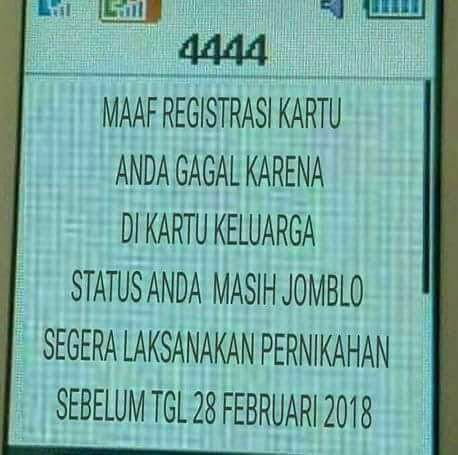 4444
MAAF REGISTRASI KARTU
ANDA GAGAL KARENA
DI KARTU KELUARGA
STATUS ANDA MASIH JOMBLO
SEGERA LAKSANAKAN PERNIKAHAN
SEBELUM TGL 28 FEBRUARI 2018